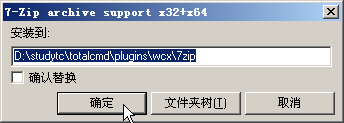 7-Zip archive support x32+x64
安装到:
D:\studytc\totalcmd\plugins\wcx\7zip
确认替换
确定
文件夹树(T)
取消